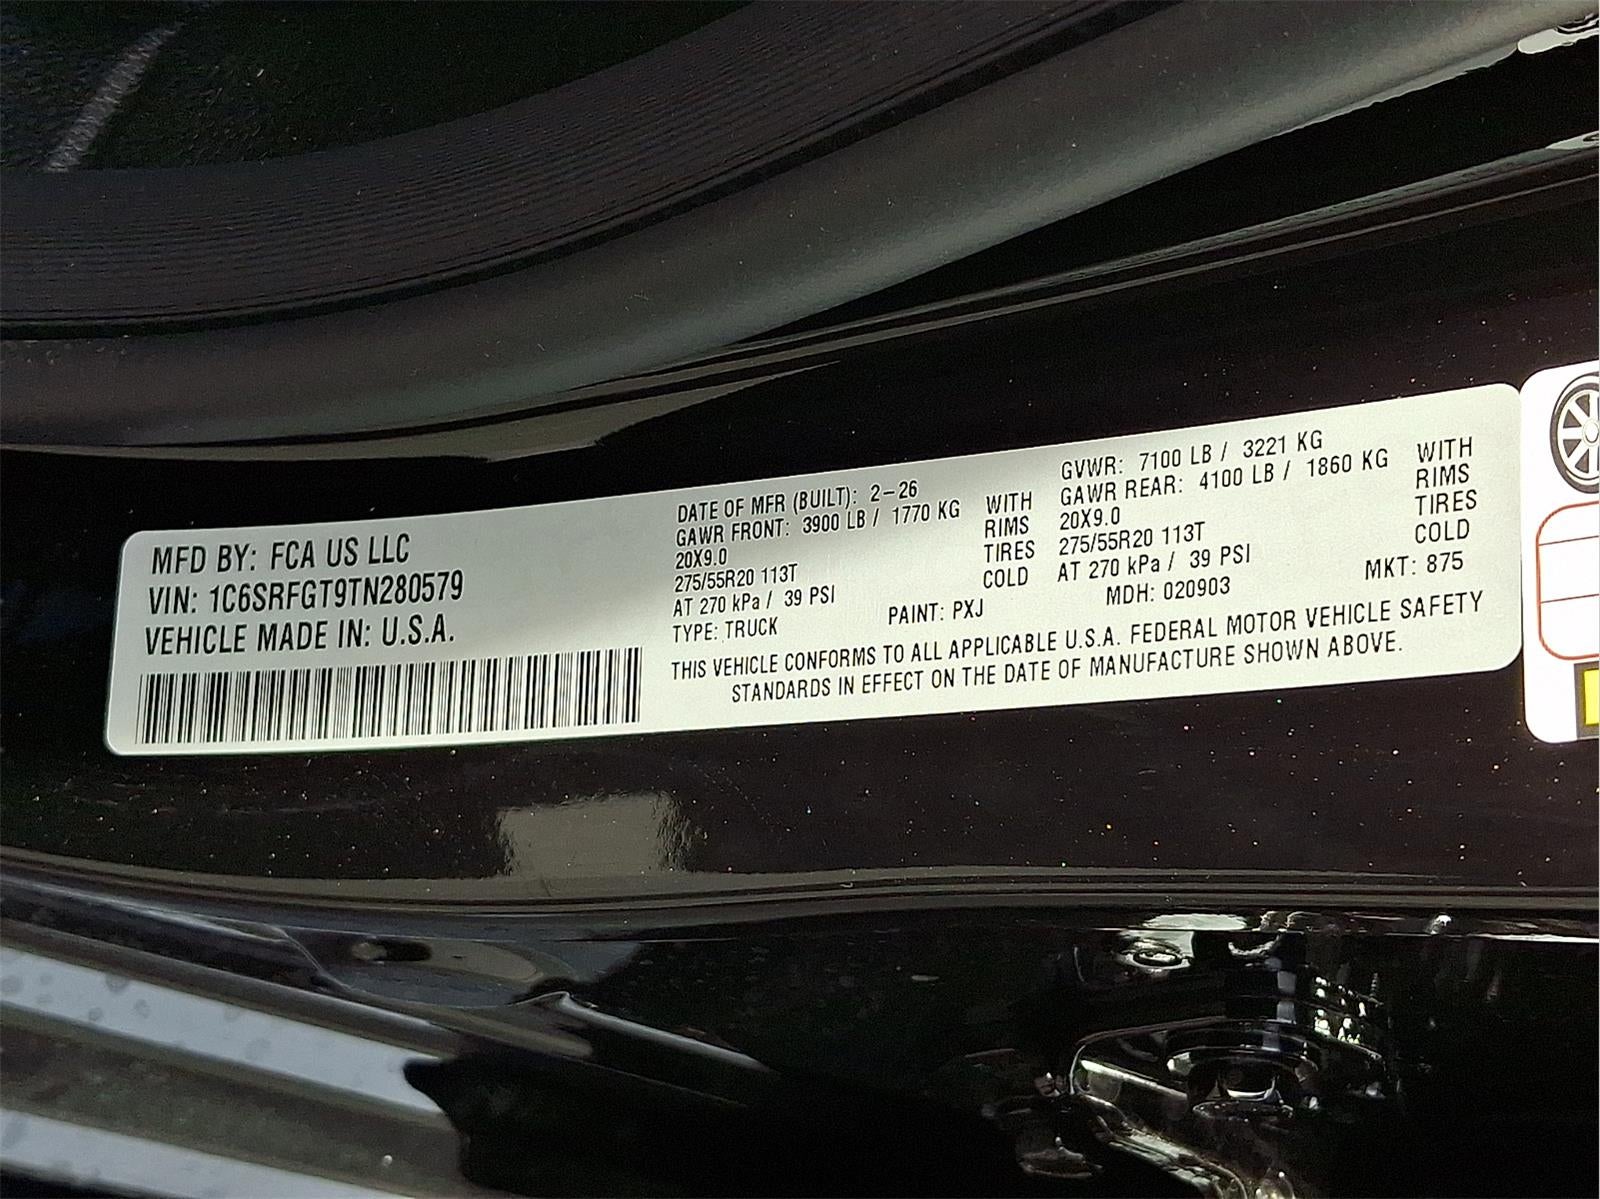 MFD BY: FCA US LLC
VIN: 1C6SRFGT9TN280579
VEHICLE MADE IN: U.S.A.
DATE OF MFR (BUILT): 2-26
GAWR FRONT: 3900 LB / 1770 KG WITH
20X9.0 RIMS
275/55R20 113T TIRES
AT 270 kPa / 39 PSI COLD
TYPE: TRUCK PAINT: PXJ
GVWR: 7100 LB / 3221 KG
GAWR REAR: 4100 LB / 1860 KG WITH
20X9.0 RIMS
275/55R20 113T TIRES
AT 270 kPa / 39 PSI COLD
MDH: 020903 MKT: 875
THIS VEHICLE CONFORMS TO ALL APPLICABLE U.S.A. FEDERAL MOTOR VEHICLE SAFETY
STANDARDS IN EFFECT ON THE DATE OF MANUFACTURE SHOWN ABOVE.